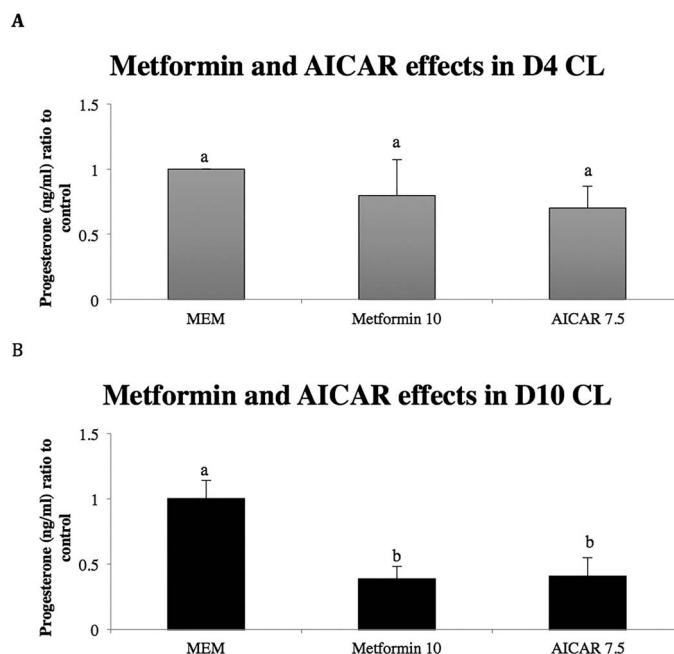 A
Metformin and AICAR effects in D4 CL
Progesterone (ng/ml) ratio to
control
1.5
1
0.5
0
a
a
a
MEM
Metformin 10
AICAR 7.5
B
Metformin and AICAR effects in D10 CL
Progesterone (ng/ml) ratio to
control
1.5
1
0.5
0
a
b
b
MEM
Metformin 10
AICAR 7.5